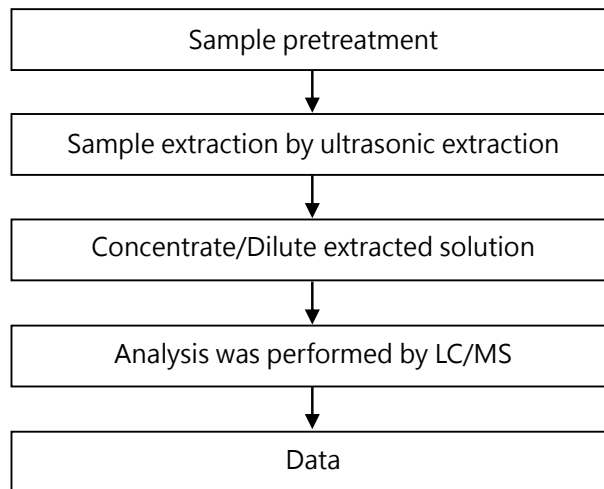 Sample pretreatment
Sample extraction by ultrasonic extraction
Concentrate/Dilute extracted solution
Analysis was performed by LC/MS
Data